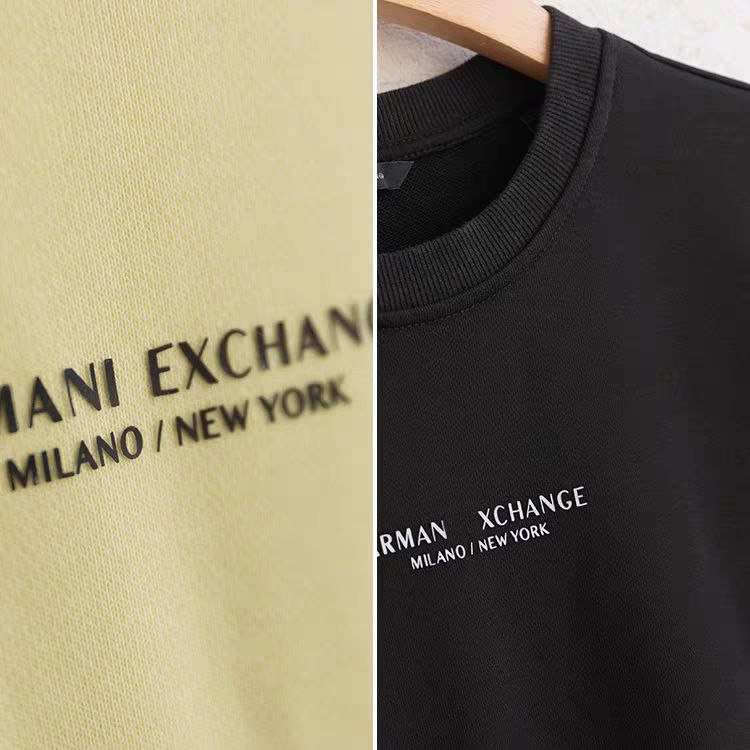 MANI EXCHANG
MILANO / NEW YORK
ARMAN XCHANGE
MILANO / NEW YORK